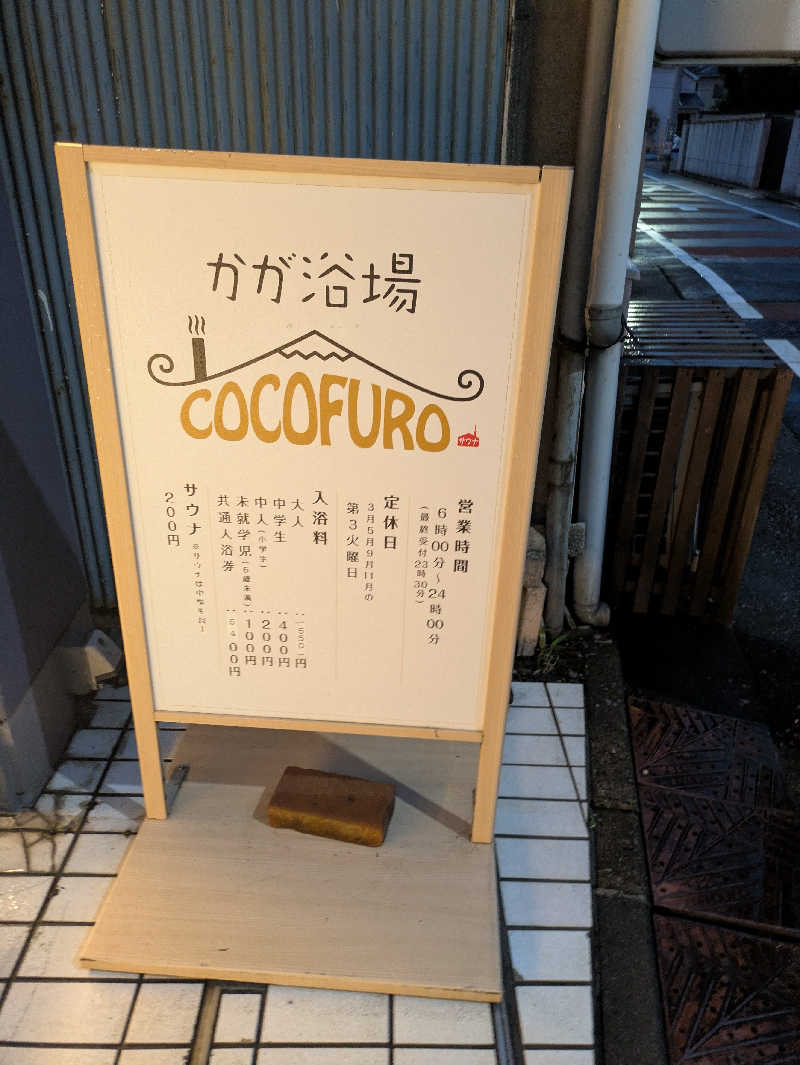 かが浴場
COCOFURO
サウナ
営業時間
6時00分～24時00分
(最終受付23時30分)
定休日
3月5月9月11月の
第3火曜日
入浴料
大人‥550円
中学生‥400円
中人(小学生)‥200円
未就学児(6歳未満)‥100円
共通入浴券‥5400円
サウナ
200円